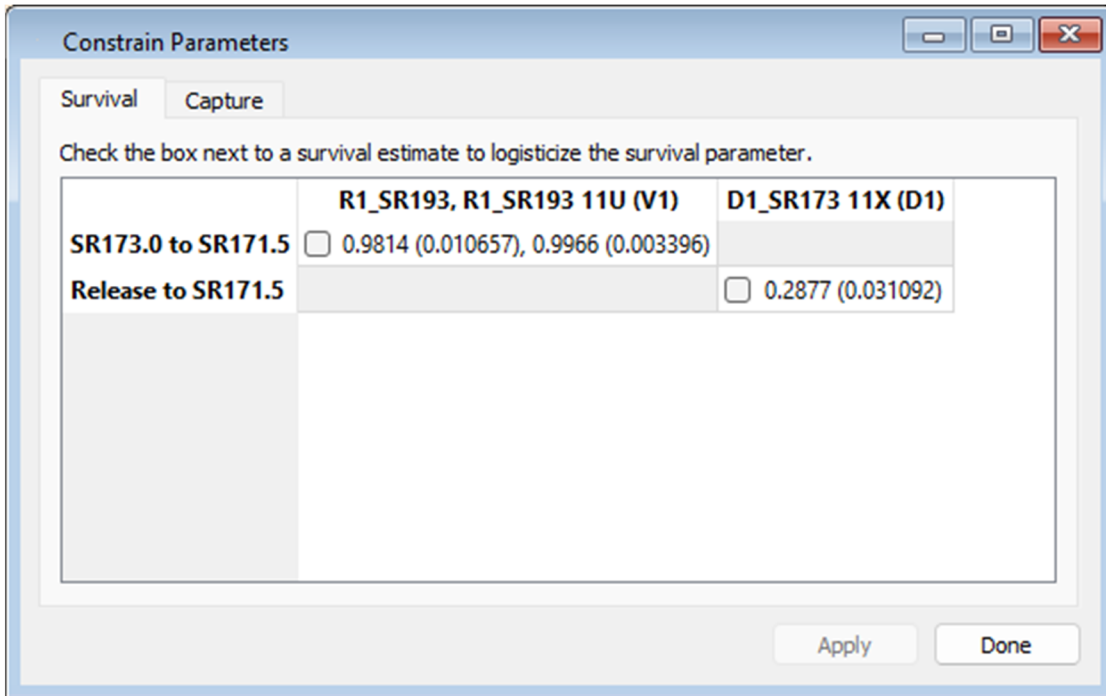 Constrain Parameters
Survival Capture
Check the box next to a survival estimate to logisticize the survival parameter.
R1_SR193, R1_SR193 11U (V1) D1_SR173 11X (D1)
SR173.0 to SR171.5 0.9814 (0.010657), 0.9966 (0.003396)
Release to SR171.5 0.2877 (0.031092)
Apply Done